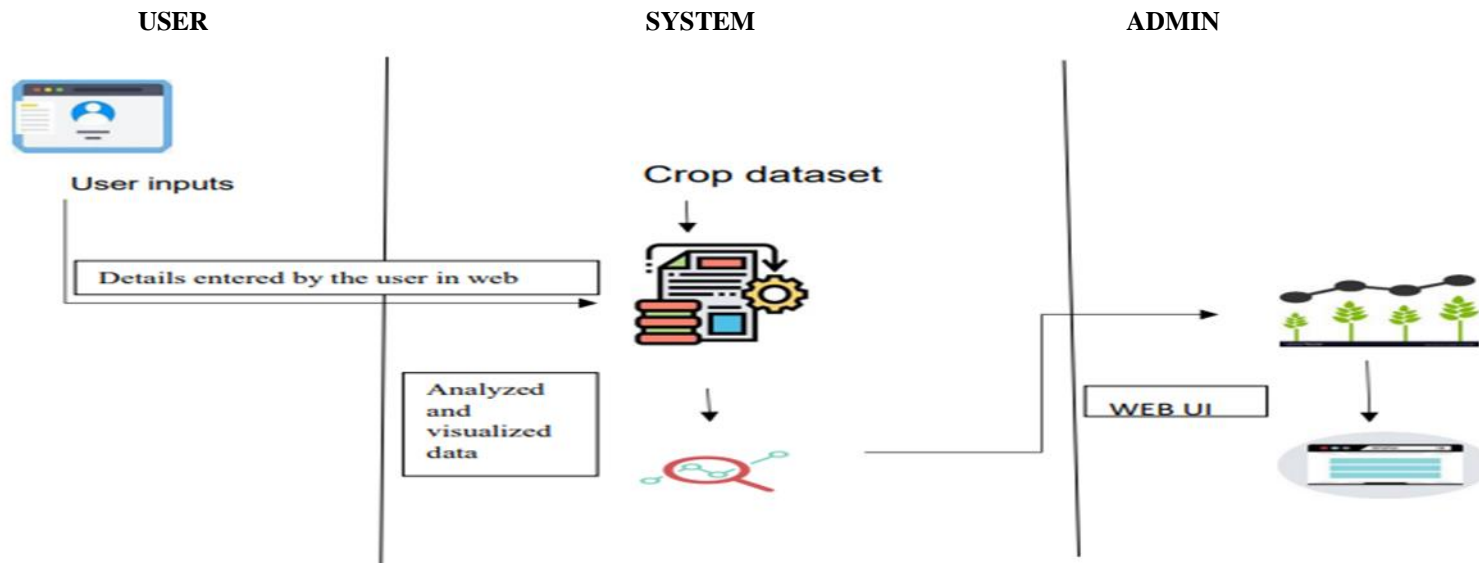 USER
SYSTEM
ADMIN
User inputs
Crop dataset
Details entered by the user in web
Analyzed
and
visualized
data
WEB UI